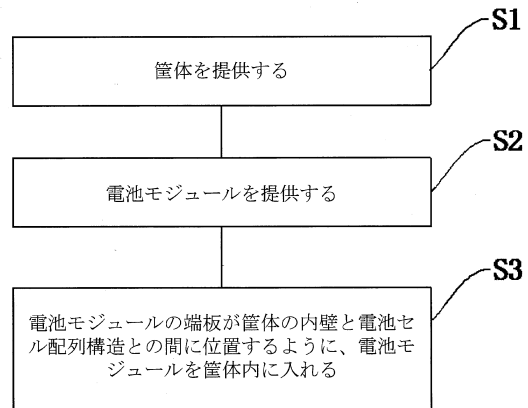 S1
筐体を提供する
S2
電池モジュールを提供する
S3
電池モジュールの端板が筐体の内壁と電池セ
ル配列構造との間に位置するように、電池モ
ジュールを筐体内に入れる